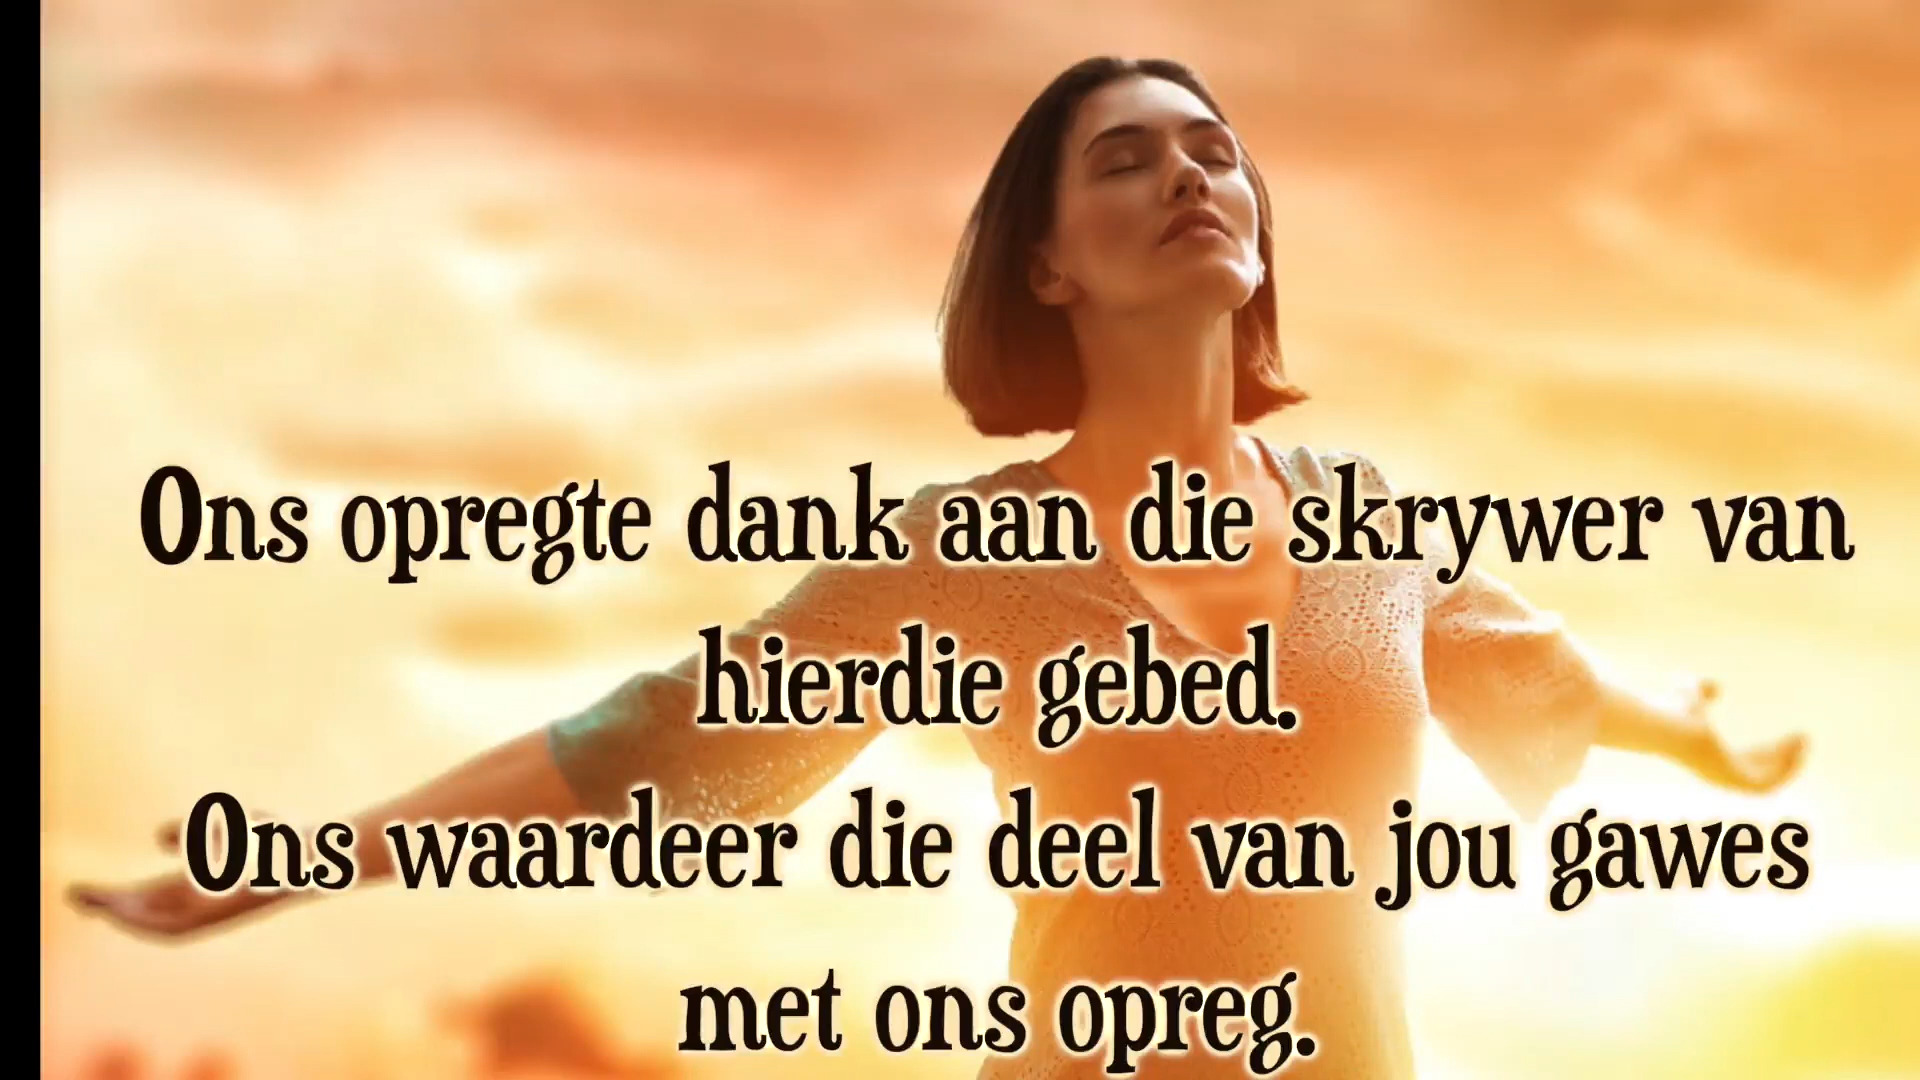 Ons opregte dank aan die skrywer van
hierdie gebed.
Ons waardeer die deel van jou gawes
met ons opreg.